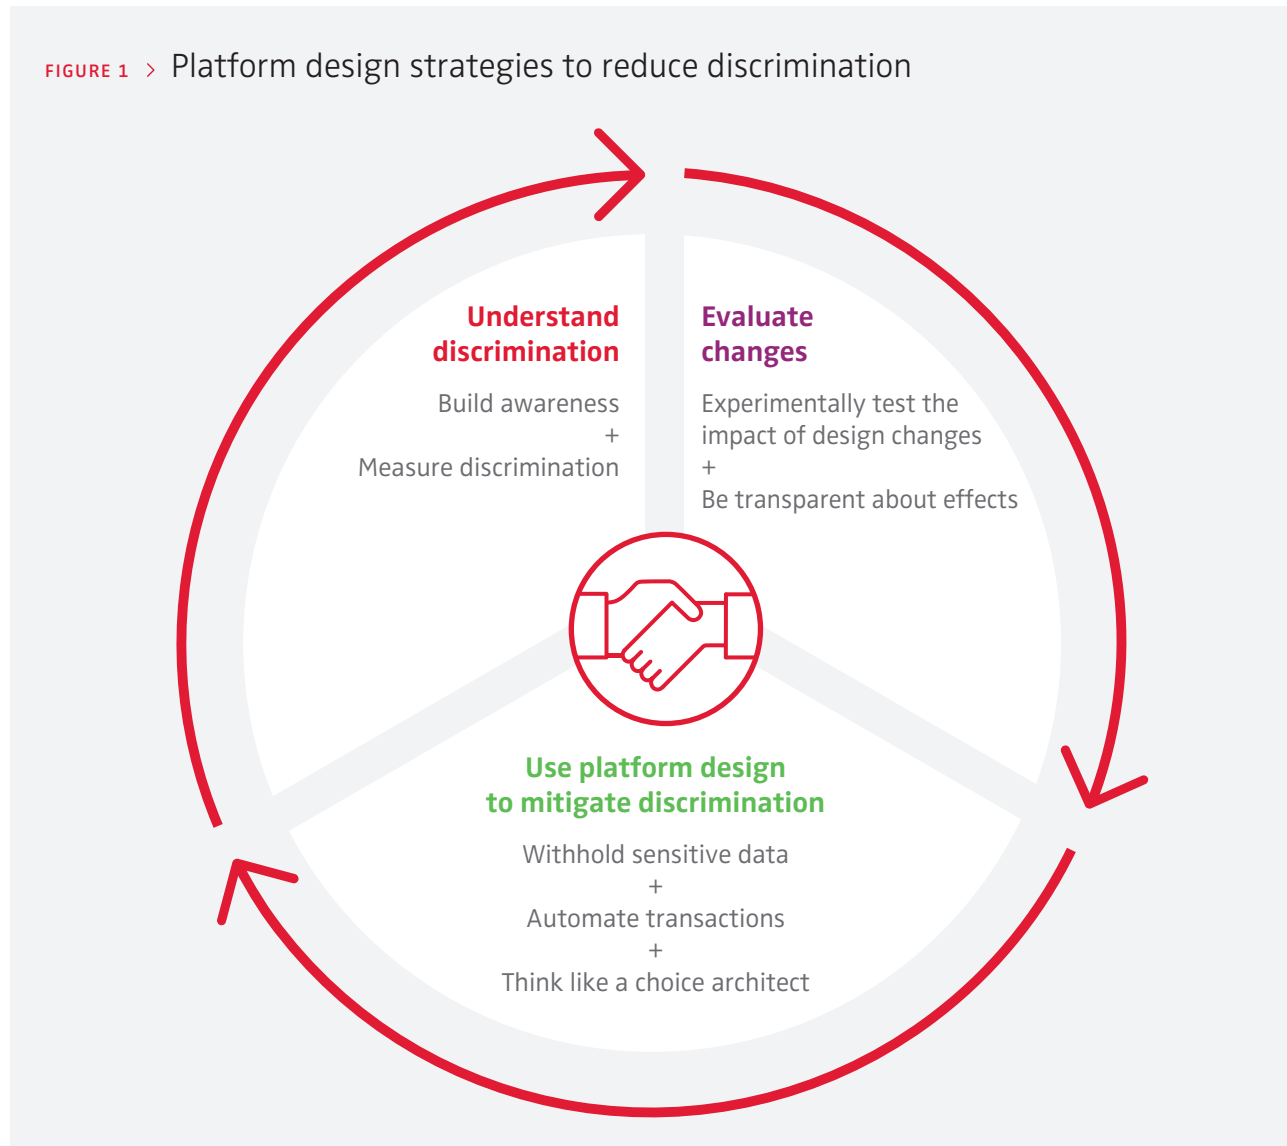 FIGURE 1 > Platform design strategies to reduce discrimination
Understand
discrimination
Build awareness
+
Measure discrimination
Evaluate
changes
Experimentally test the
impact of design changes
+
Be transparent about effects
Use platform design
to mitigate discrimination
Withhold sensitive data
+
Automate transactions
+
Think like a choice architect